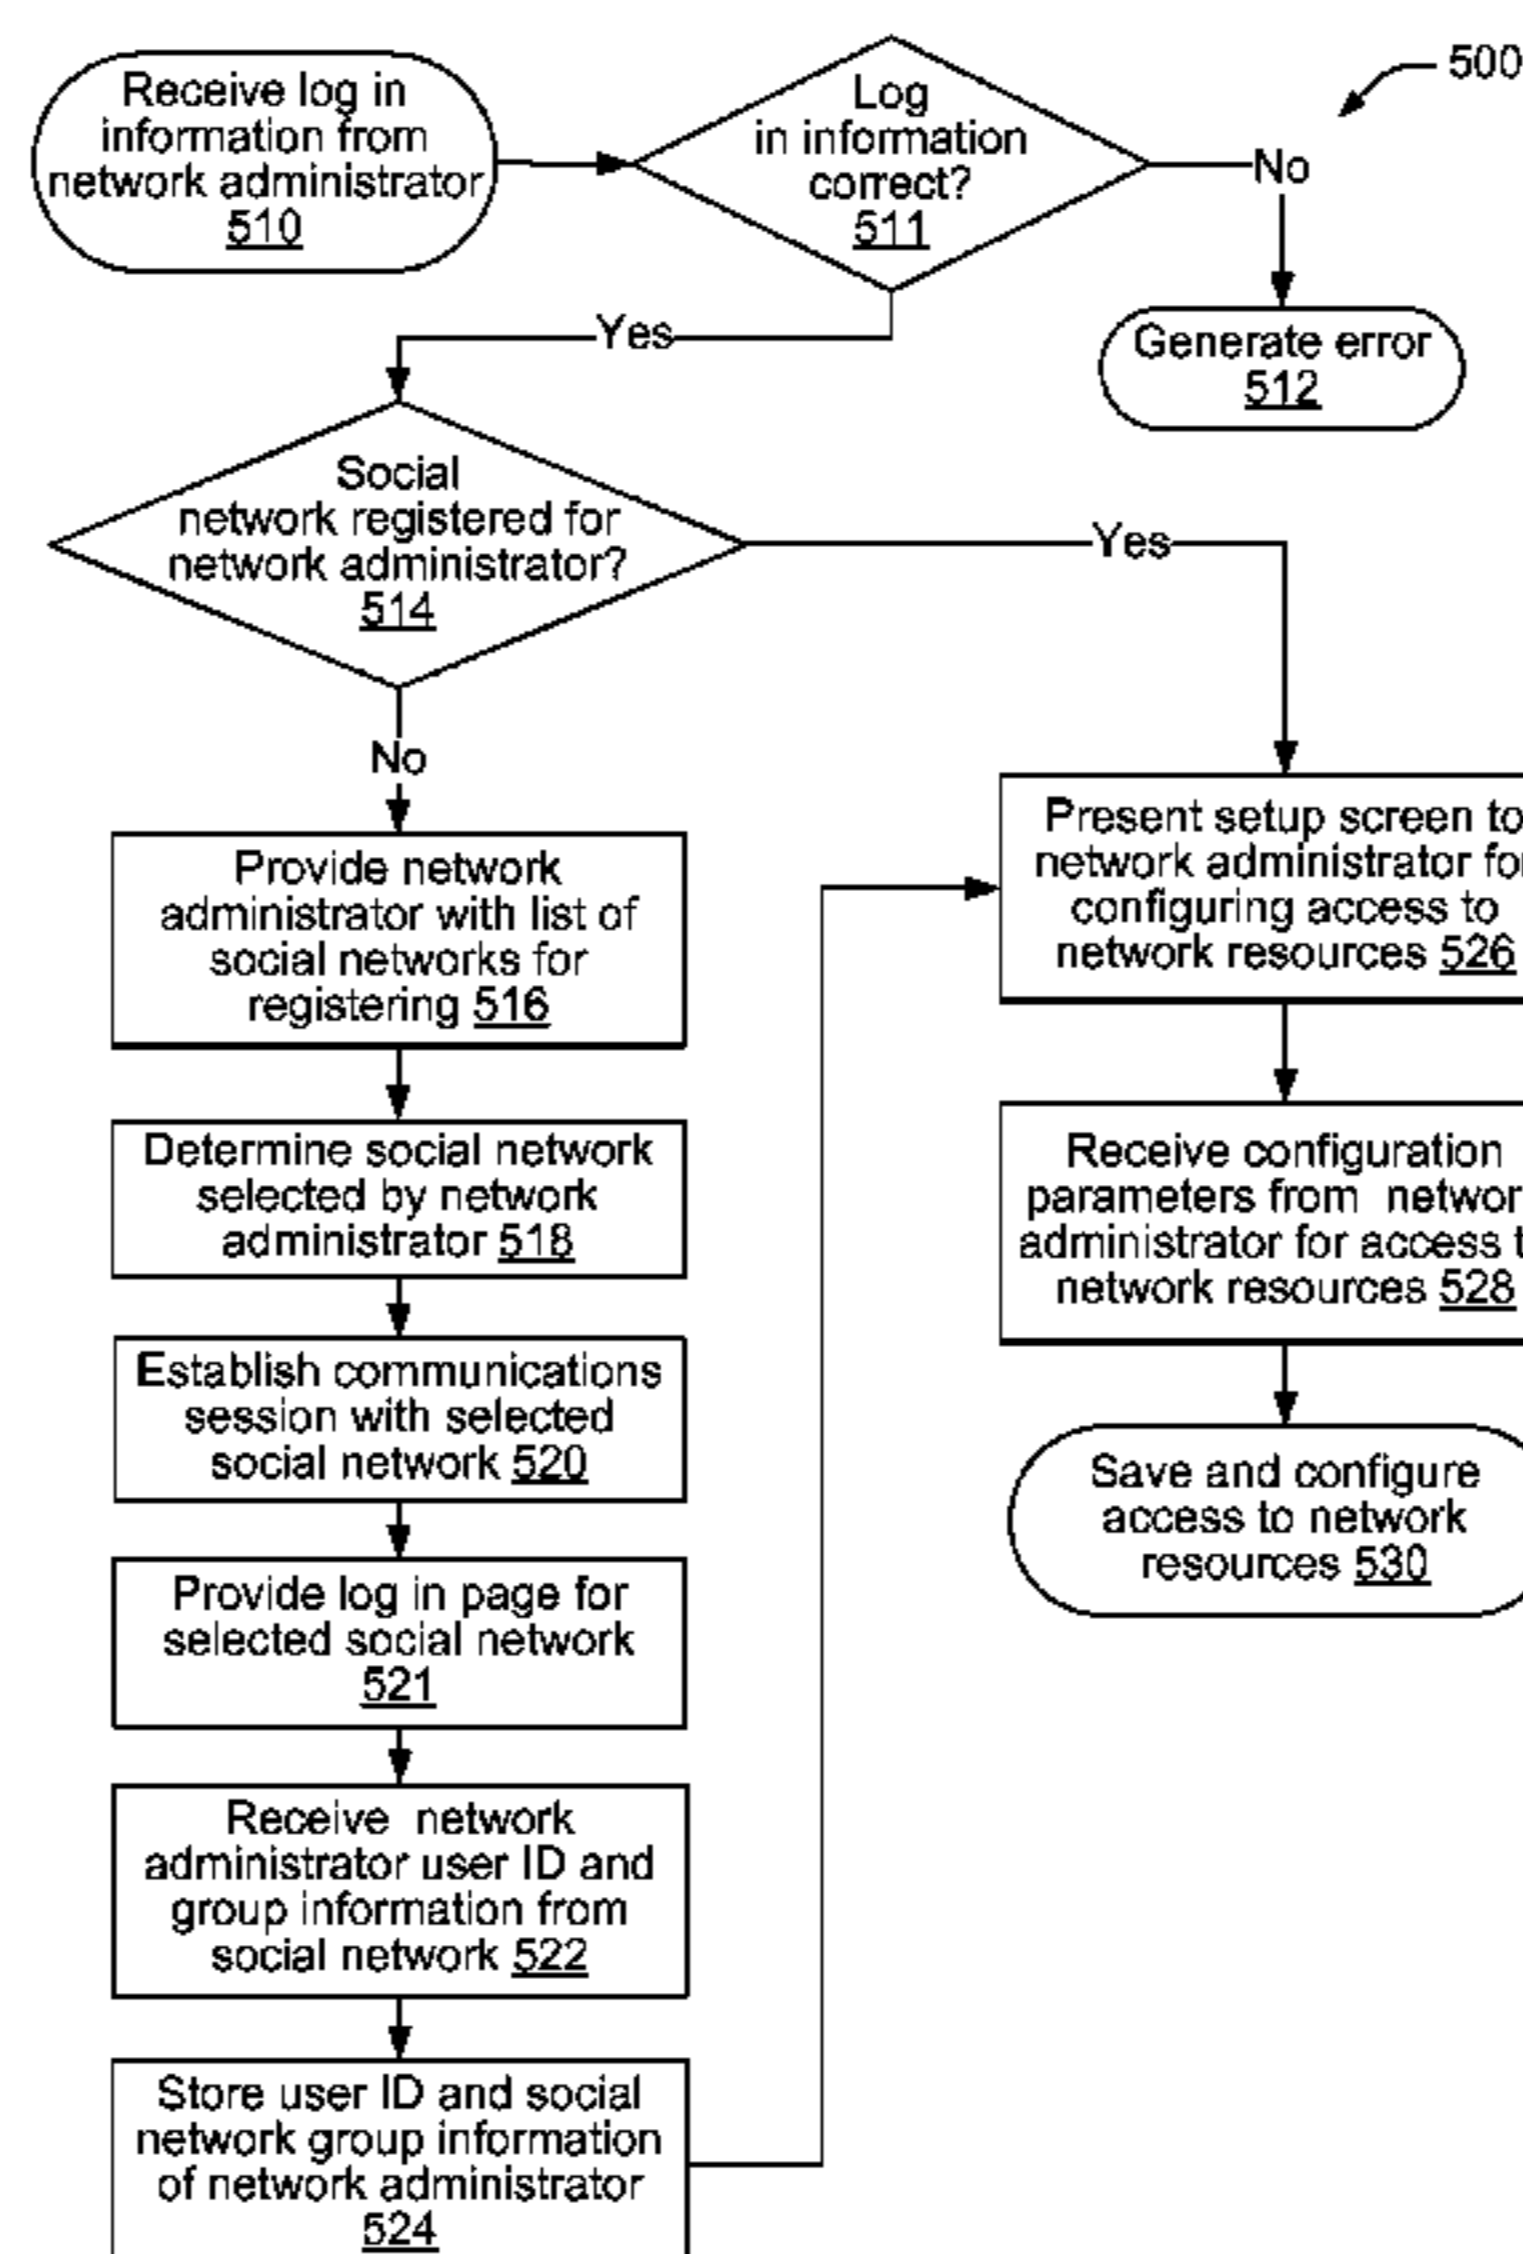 Receive log in
information from
network administrator
510
Log
in information
correct?
511
500
No
Generate error
512
Yes
Social
network registered for
network administrator?
514
Yes
No
Provide network
administrator with list of
social networks for
registering 516
Determine social network
selected by network
administrator 518
Establish communications
session with selected
social network 520
Provide log in page for
selected social network
521
Receive network
administrator user ID and
group information from
social network 522
Store user ID and social
network group information
of network administrator
524
Present setup screen to
network administrator for
configuring access to
network resources 526
Receive configuration
parameters from networ
administrator for access t
network resources 528
Save and configure
access to network
resources 530